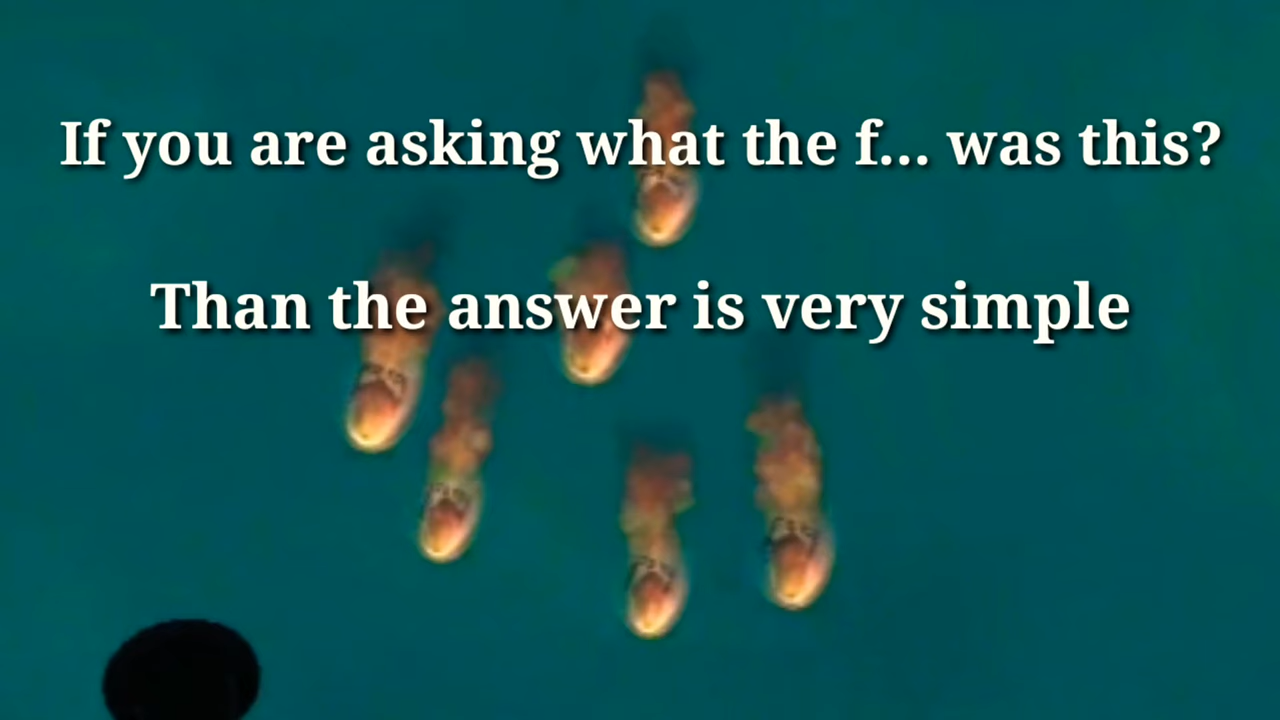 If you are asking what the f... was this?
Than the answer is very simple